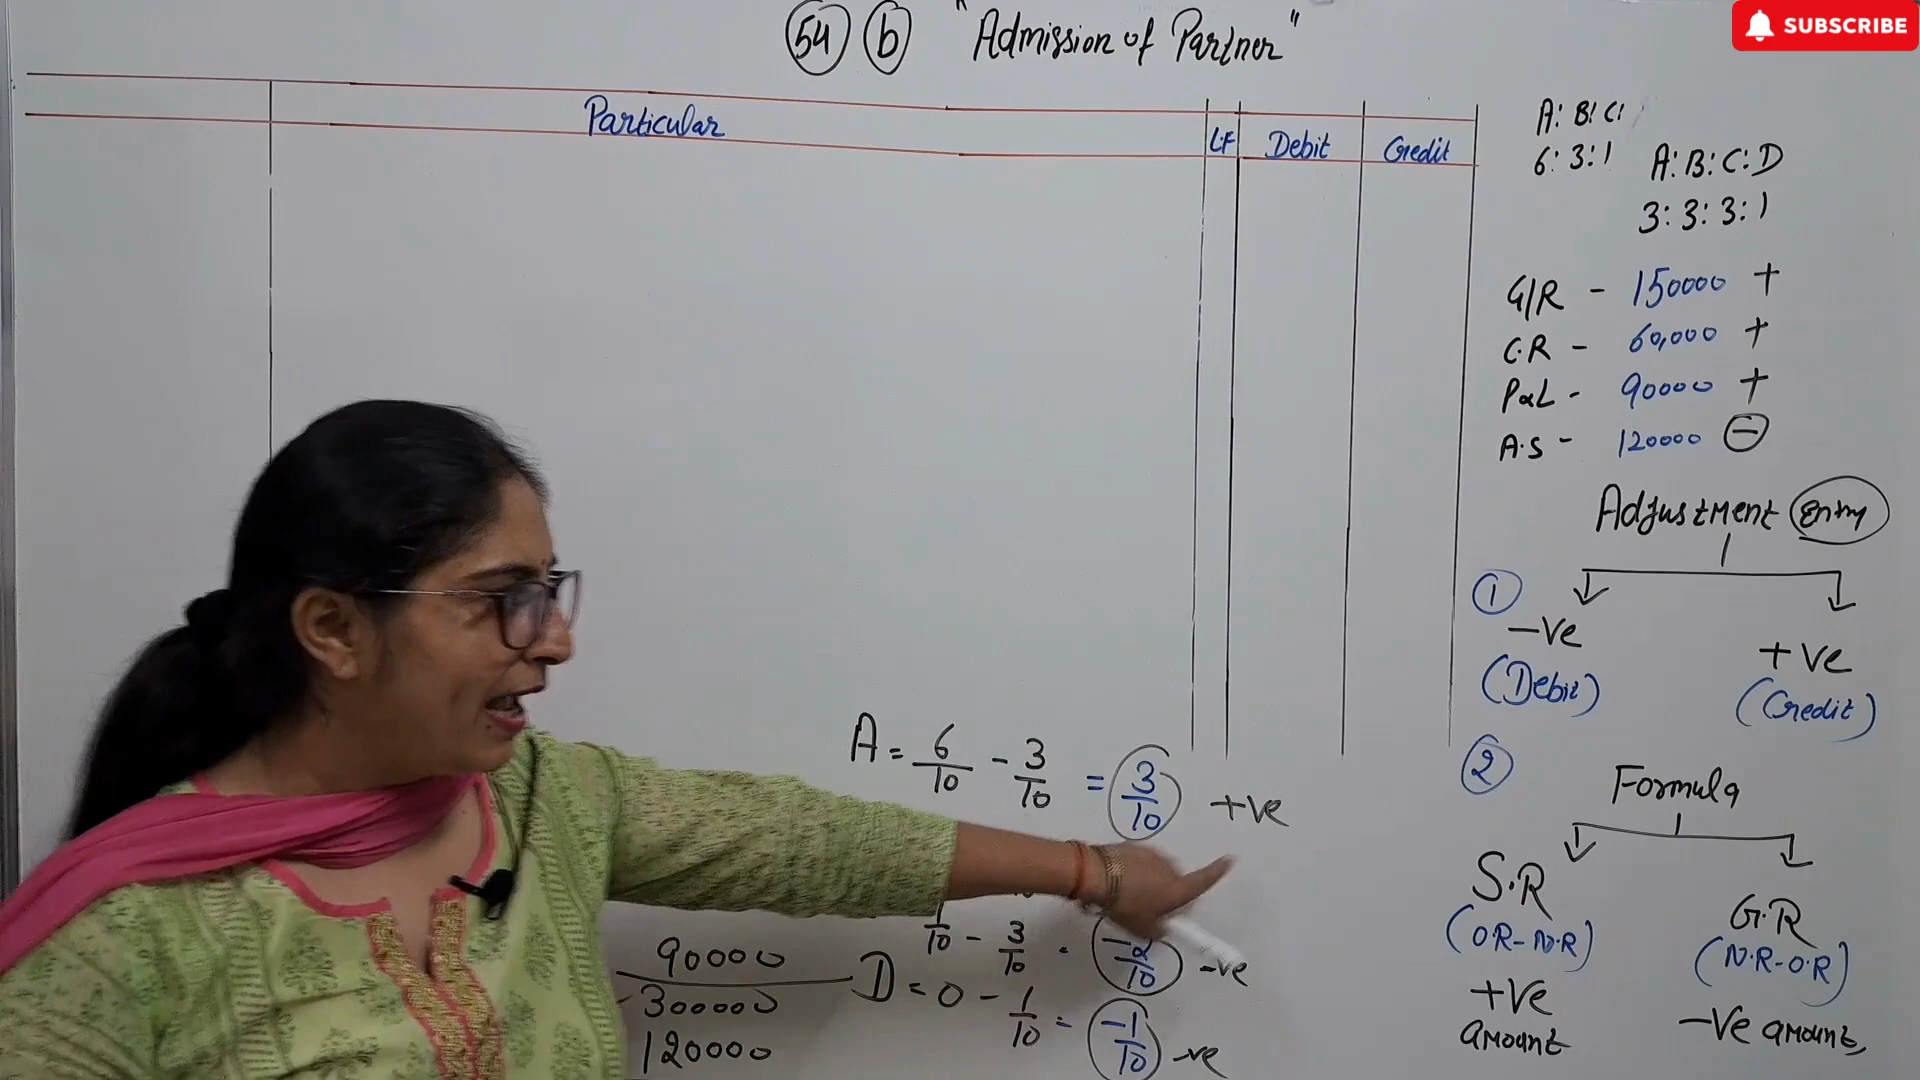 SUBSCRIBE
54 b "Admission of Partner"
Particular L.F Debit Credit
A: B: C:
6: 3: 1
A: B: C: D
3: 3: 3: 1
G/R - 150000 +
C.R - 60,000 +
P&L - 90000 +
A.S - 120000 -
Adjustment Entry
1
-Ve +Ve
(Debit) (Credit)
2
Formula
S.R G.R
(O.R-N.R) (N.R-O.R)
+Ve -Ve amount
amount
A = 6/10 - 3/10 = 3/10 +ve
1/10 - 3/10 = -2/10 -ve
D = 0 - 1/10 = -1/10 -ve
90000
300000
120000